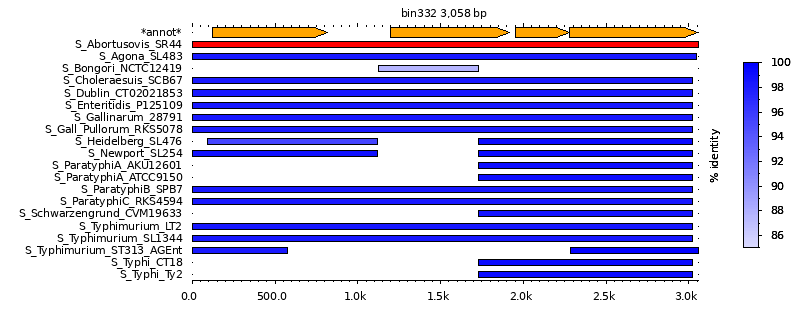 bin332 3,058 bp
*annot*
S_Abortusovis_SR44
S_Agona_SL483
S_Bongori_NCTC12419
S_Choleraesuis_SCB67
S_Dublin_CT02021853
S_Enteritidis_P125109
S_Gallinarum_28791
S_Gall_Pullorum_RKS5078
S_Heidelberg_SL476
S_Newport_SL254
S_ParatyphiA_AKU12601
S_ParatyphiA_ATCC9150
S_ParatyphiB_SPB7
S_ParatyphiC_RKS4594
S_Schwarzengrund_CVM19633
S_Typhimurium_LT2
S_Typhimurium_SL1344
S_Typhimurium_ST313_AGEnt
S_Typhi_CT18
S_Typhi_Ty2
0.0 500.0 1.0k 1.5k 2.0k 2.5k 3.0k
% identity
100
98
96
94
92
90
88
86